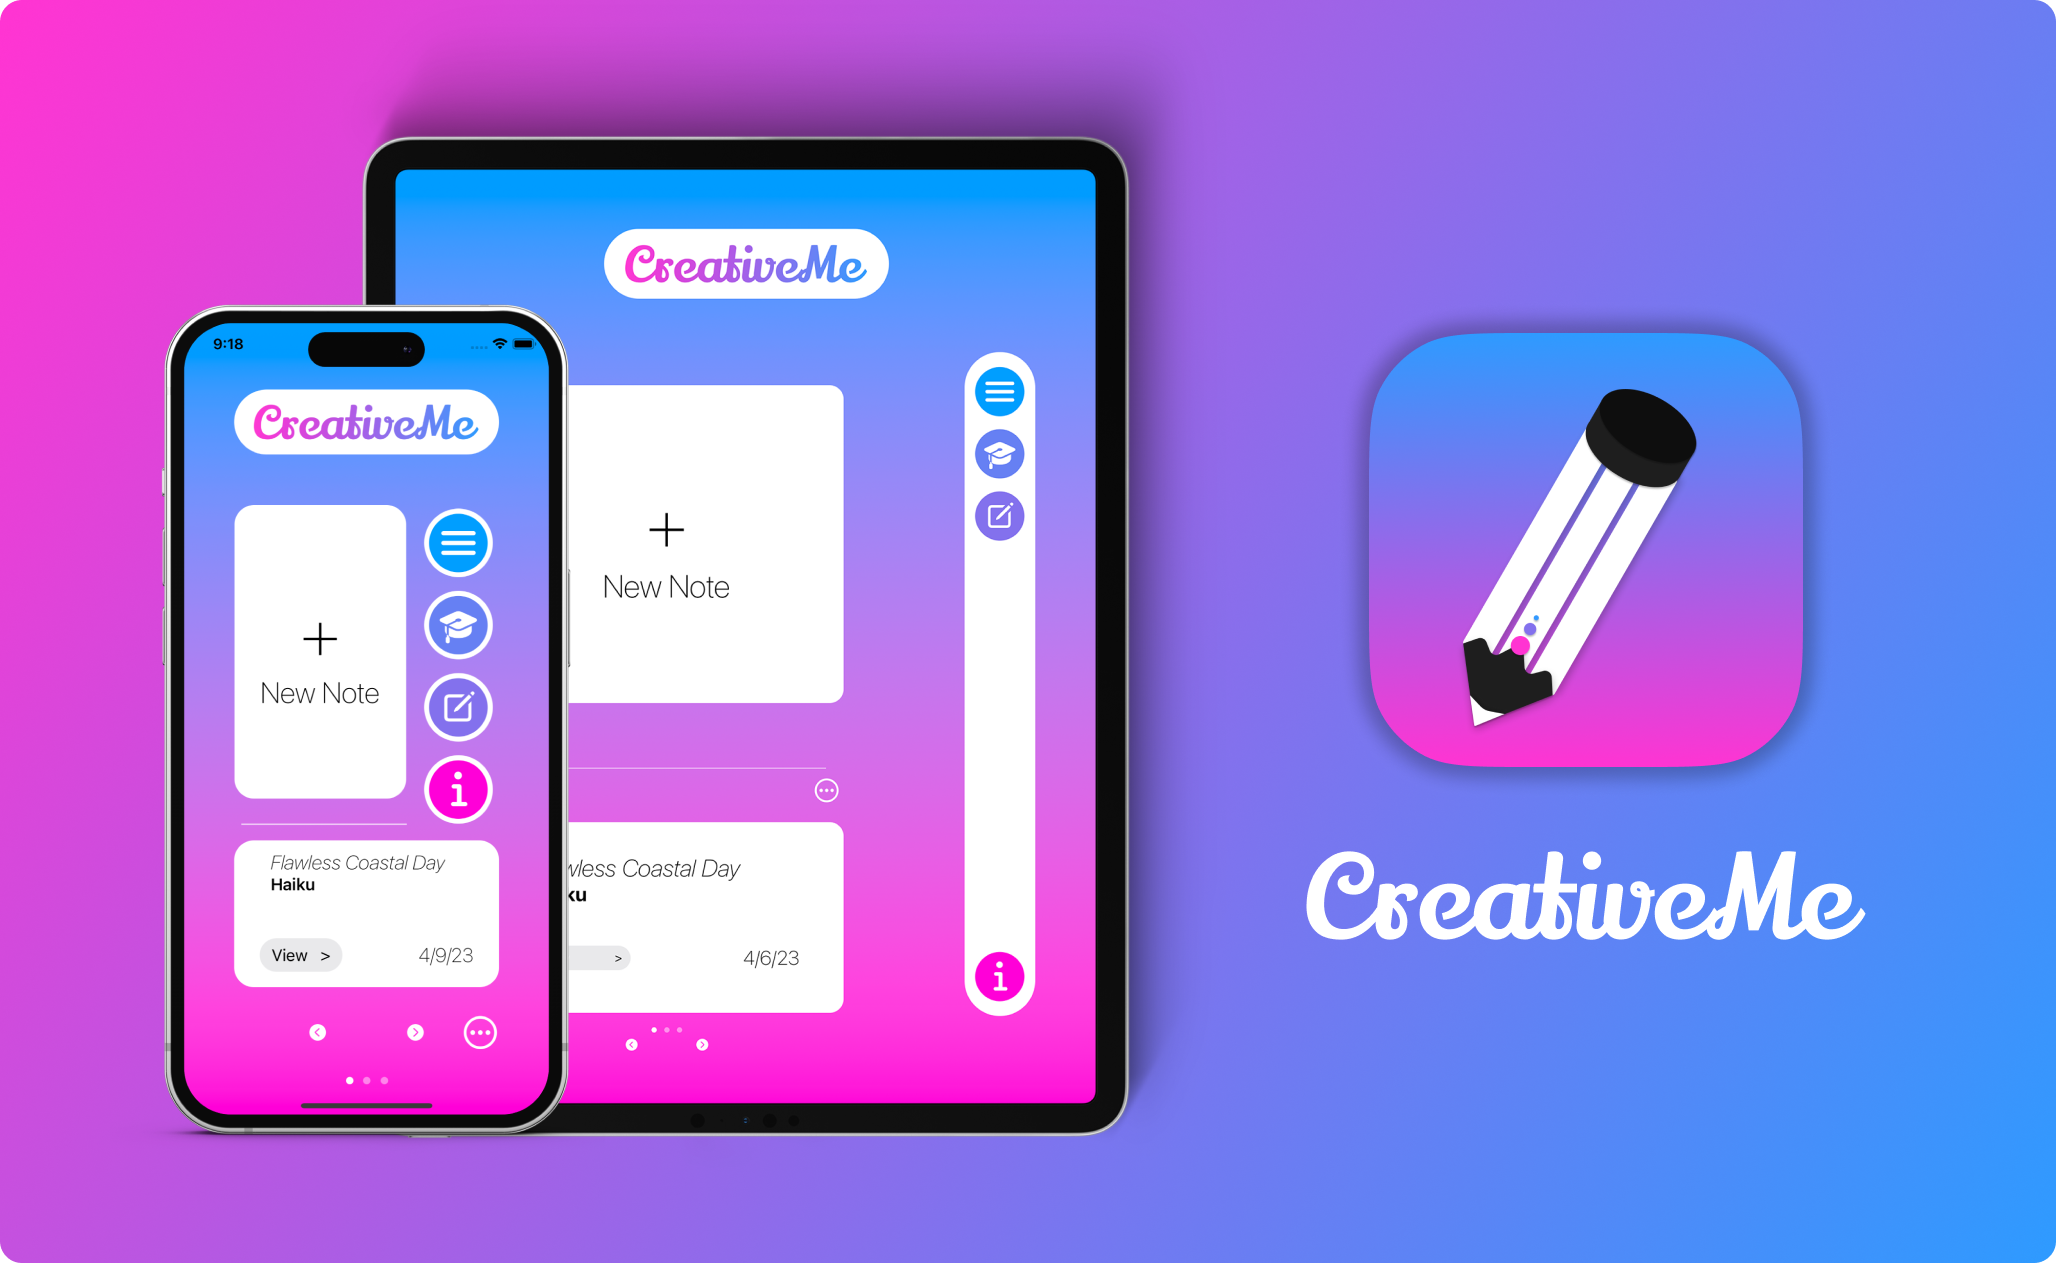 CreativeMe
9:18
CreativeMe
New Note
New Note
Flawless Coastal Day
Haiku
View >
4/9/23
wless Coastal Day
ku
>
4/6/23
CreativeMe